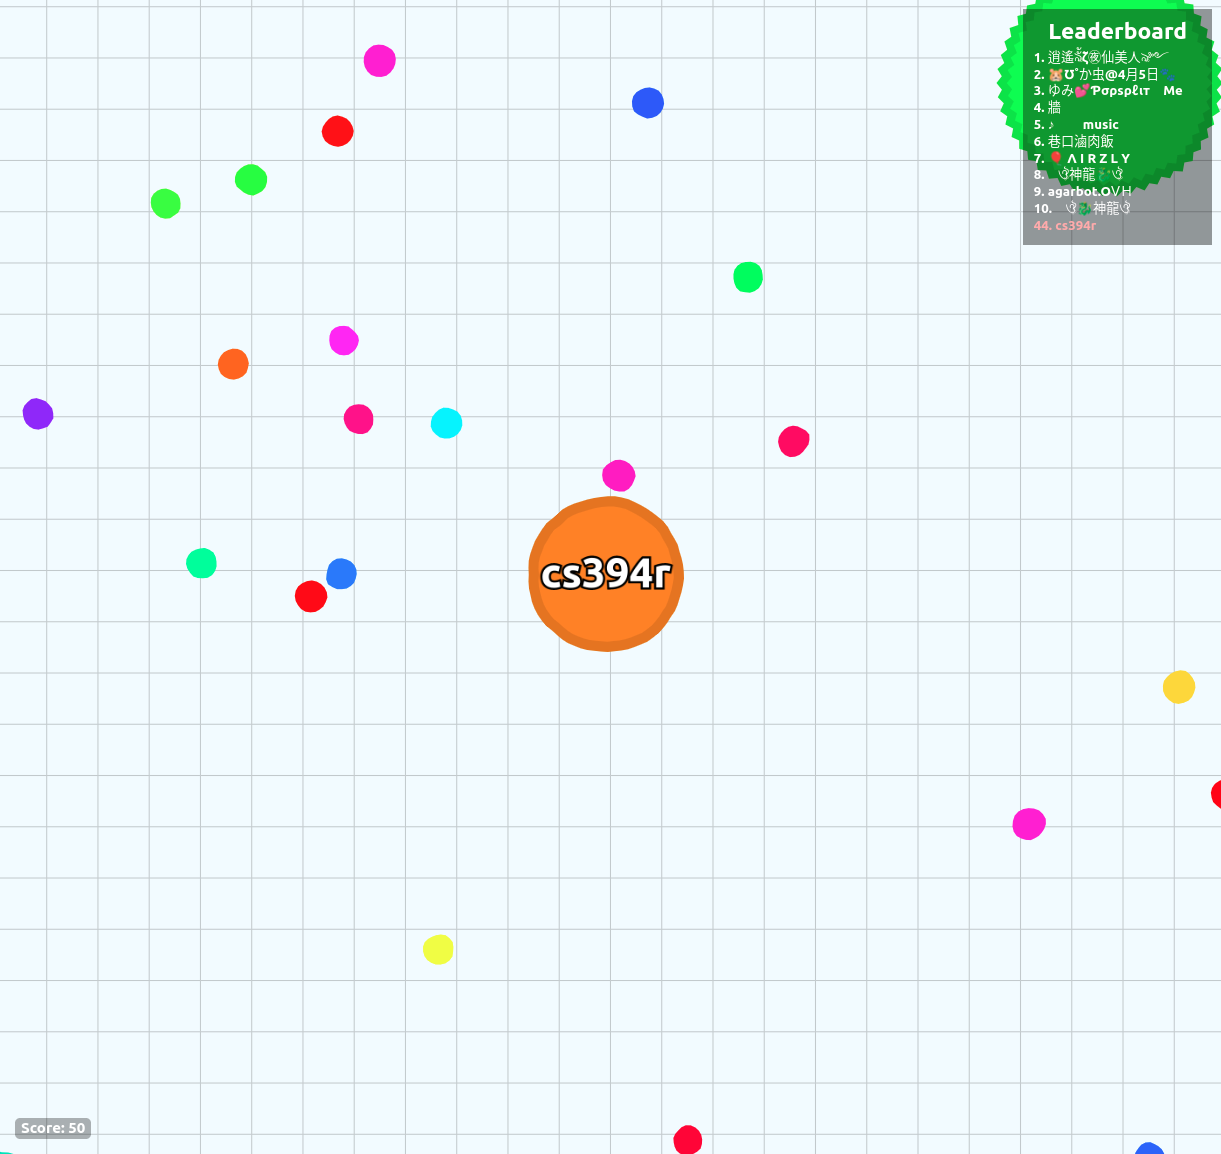 Leaderboard
1. 逍遙 仙美人
2. 🐹Ʊ˚か虫@4月5日🐾
3. ゆみ💕Ƥσρѕρℓιт Me
4. 牆
5. ♪ music
6. 巷口滷肉飯
7. 🎈 Λ I R Z L Y
8. 神龍
9. agarbot.OVH
10. 🐲神龍
44. cs394r
cs394r
Score: 50